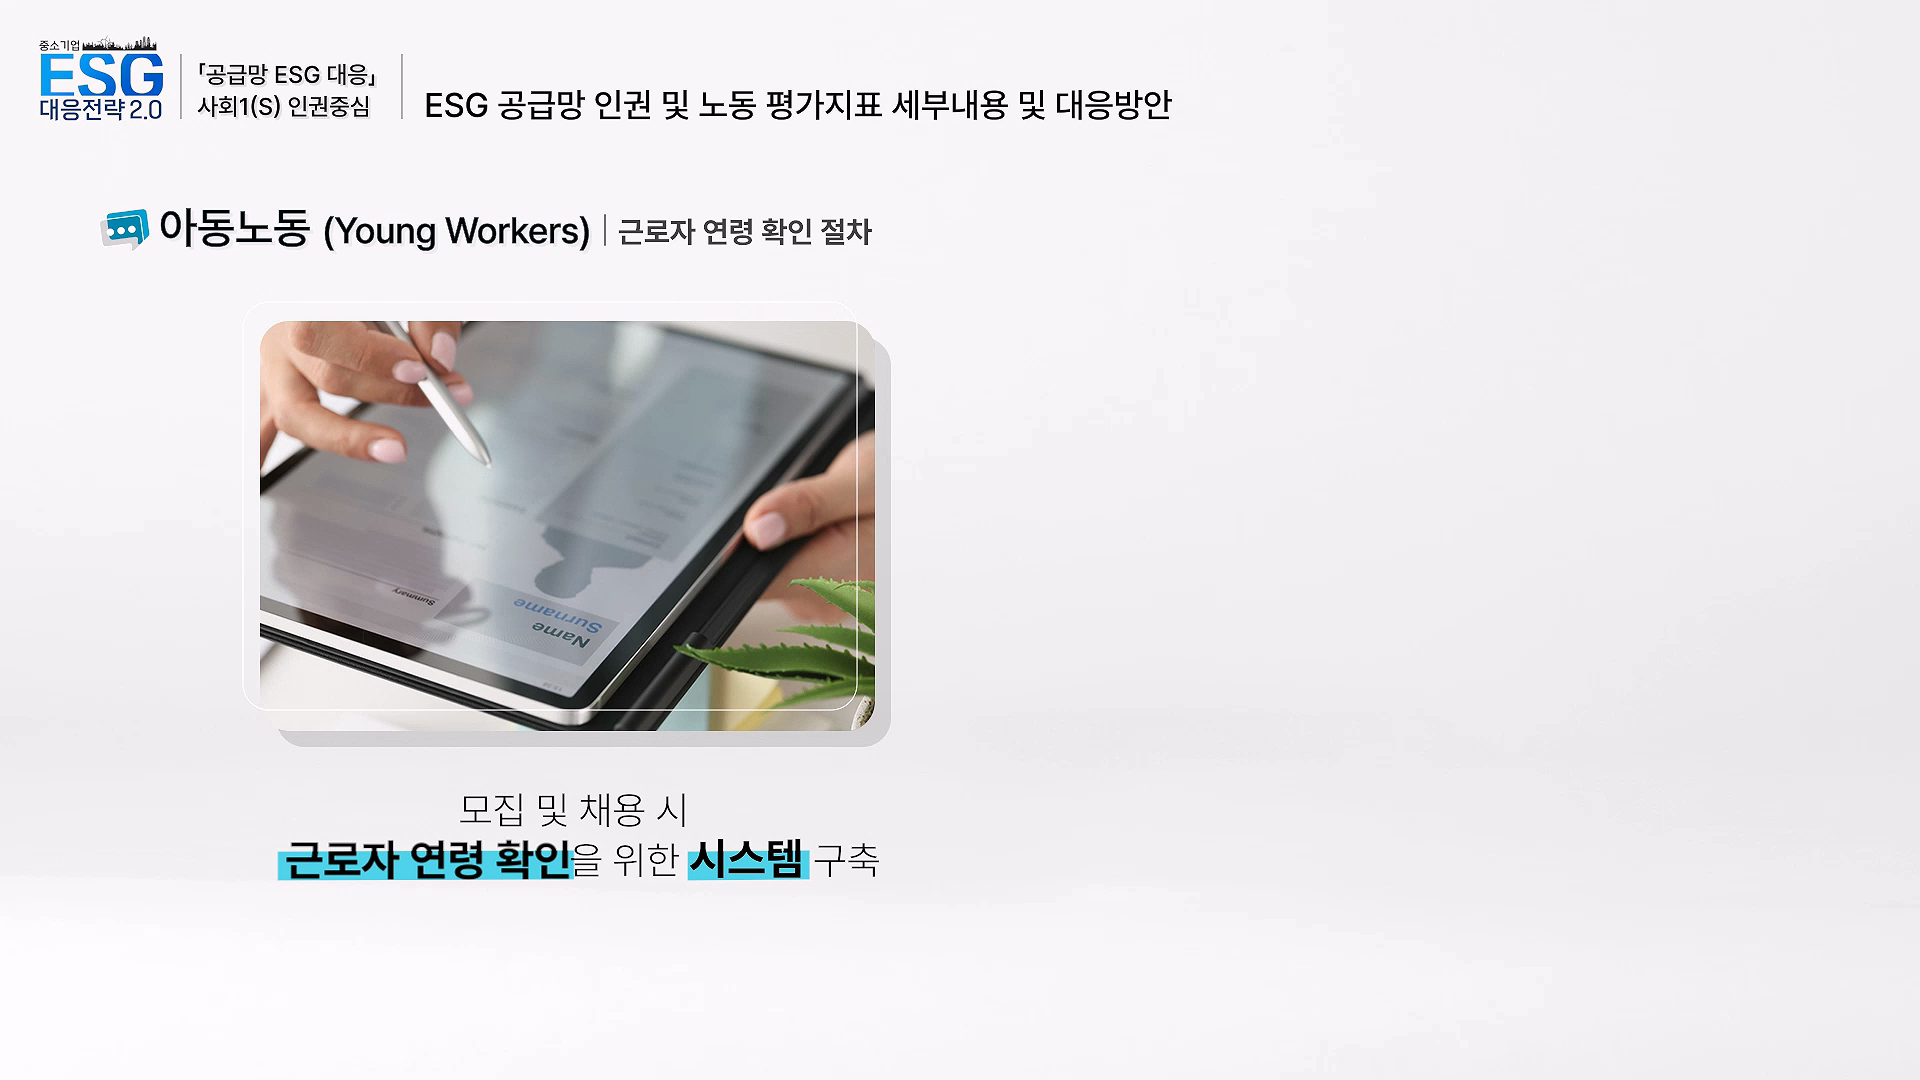 중소기업
ESG
대응전략 2.0
「공급망 ESG 대응」
사회1(S) 인권중심
ESG 공급망 인권 및 노동 평가지표 세부내용 및 대응방안
아동노동 (Young Workers)
근로자 연령 확인 절차
Summary
Surname
Name
모집 및 채용 시
근로자 연령 확인을 위한 시스템 구축